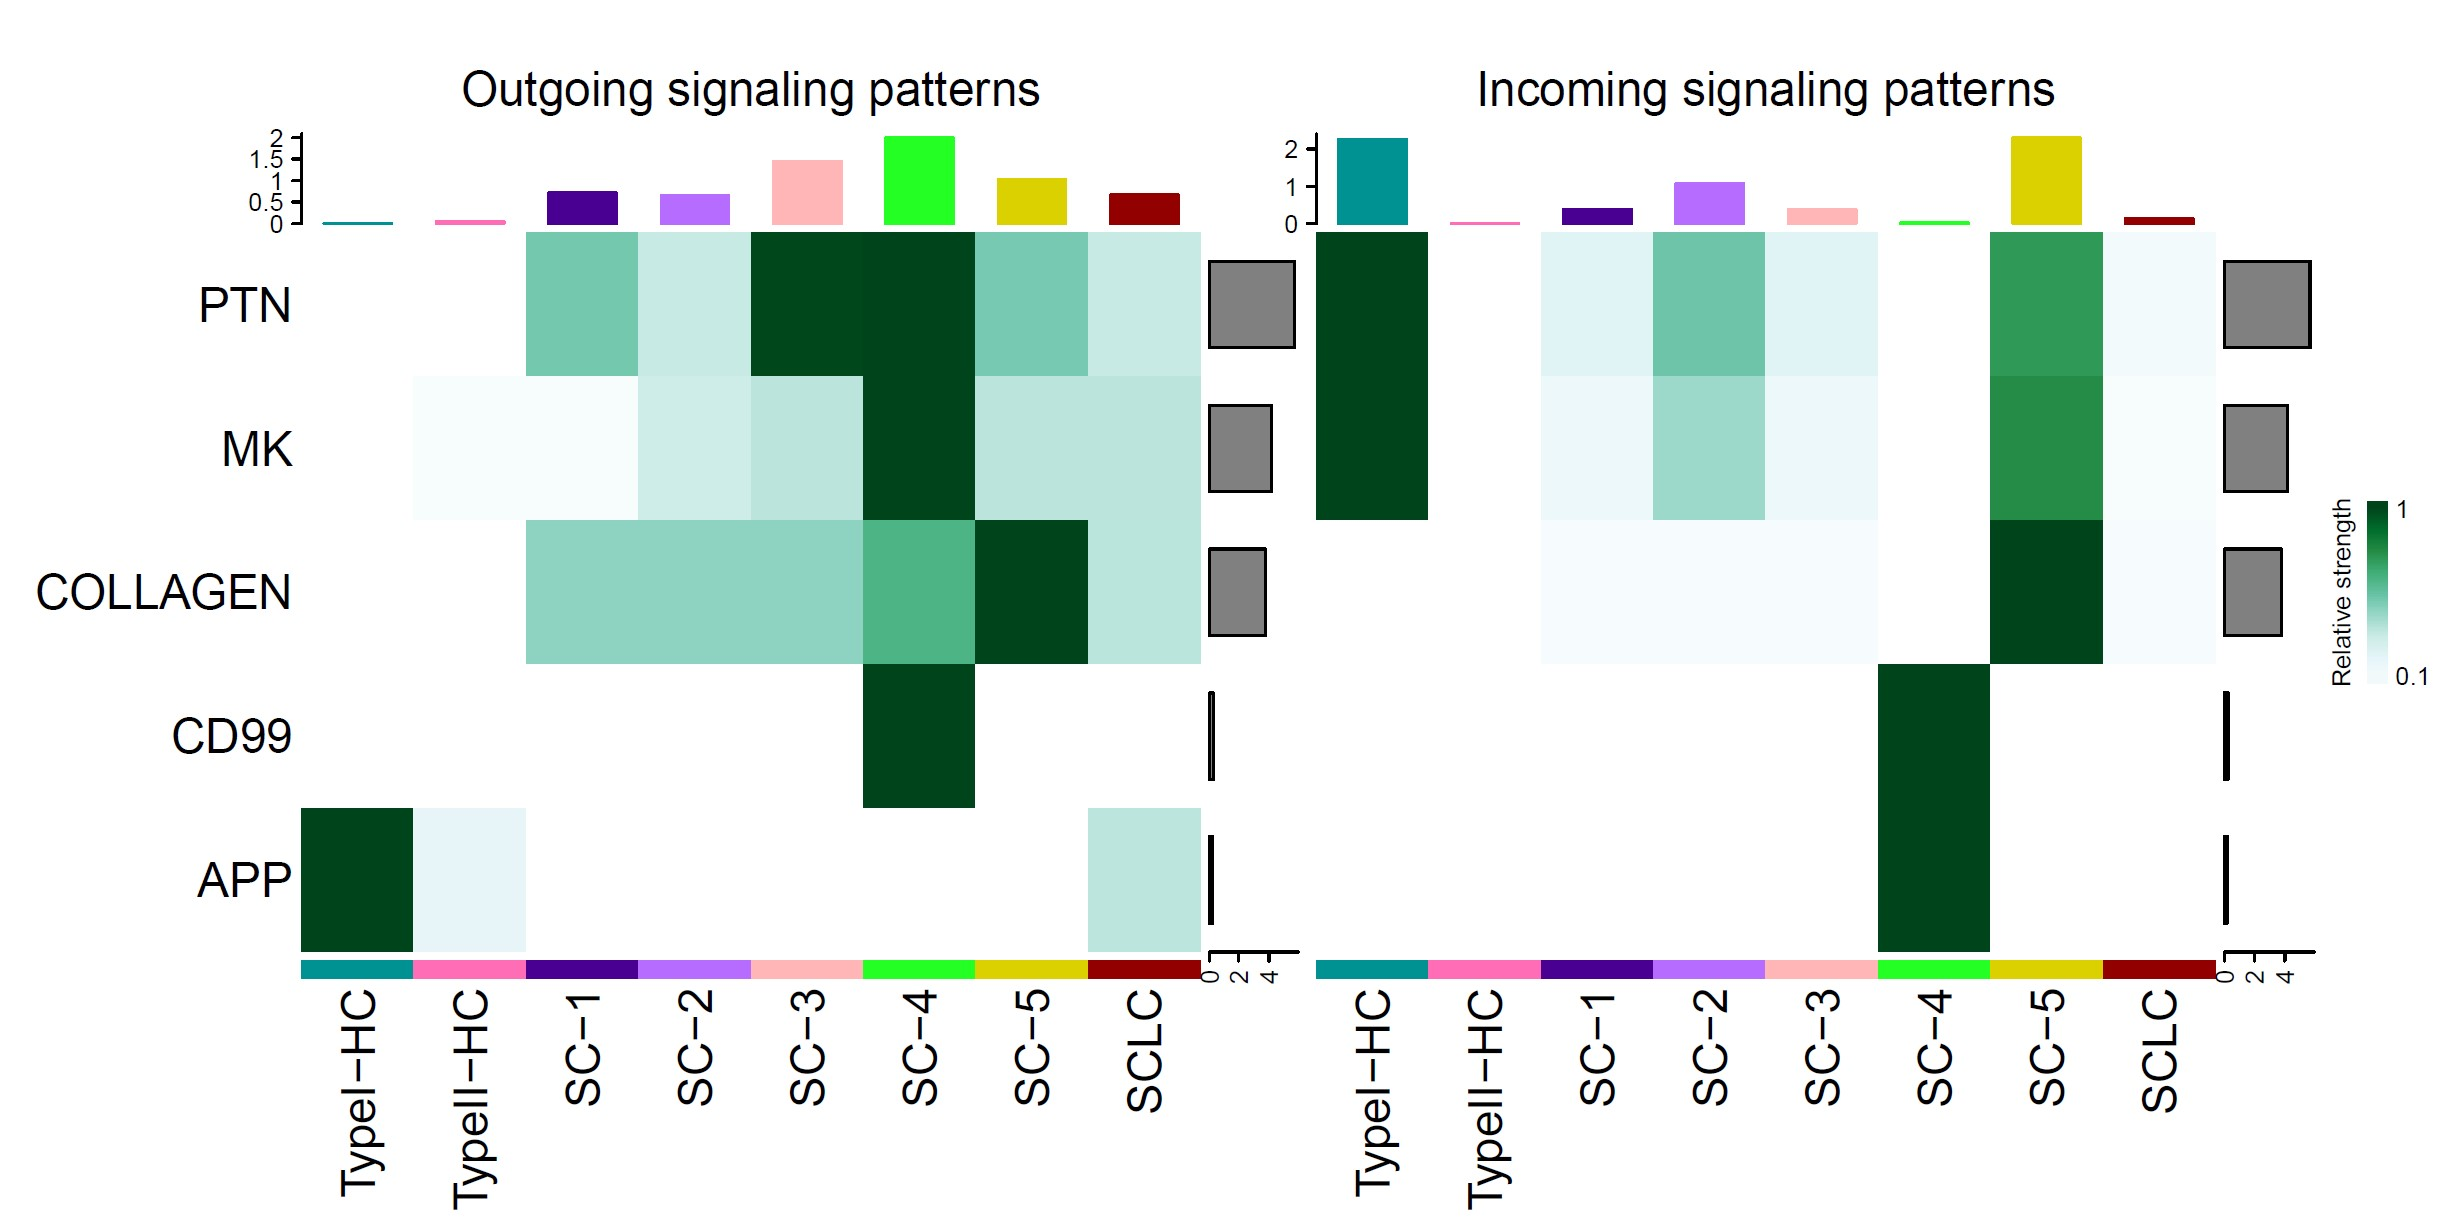 Outgoing signaling patterns
Incoming signaling patterns
2
1.5
1
0.5
0
2
1
0
PTN
MK
COLLAGEN
CD99
APP
Relative strength
1
0.1
0
2
4
0
2
4
TypeI−HC
TypeII−HC
SC−1
SC−2
SC−3
SC−4
SC−5
SCLC
TypeI−HC
TypeII−HC
SC−1
SC−2
SC−3
SC−4
SC−5
SCLC